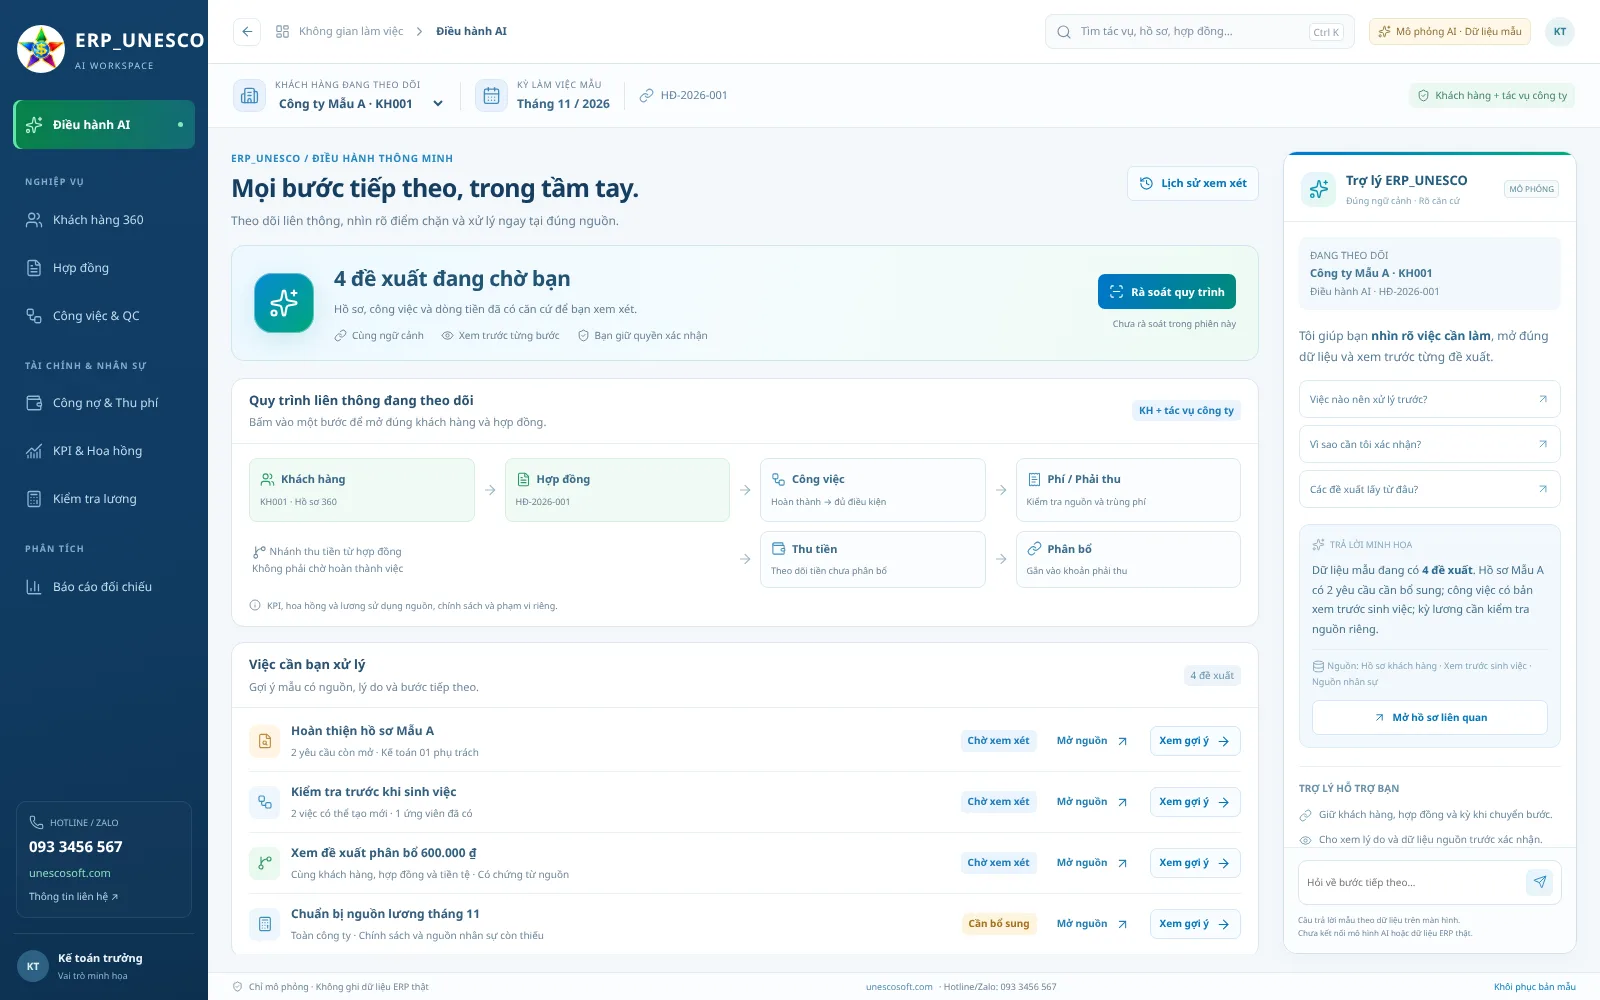 ERP_UNESCO
AI WORKSPACE
Điều hành AI
NGHIỆP VỤ
Khách hàng 360
Hợp đồng
Công việc & QC
TÀI CHÍNH & NHÂN SỰ
Công nợ & Thu phí
KPI & Hoa hồng
Kiểm tra lương
PHÂN TÍCH
Báo cáo đối chiếu
HOTLINE / ZALO
093 3456 567
unescosoft.com
Thông tin liên hệ ↗
KT
Kế toán trưởng
Vai trò minh họa
Không gian làm việc > Điều hành AI
Tìm tác vụ, hồ sơ, hợp đồng...
Ctrl K
Mô phỏng AI · Dữ liệu mẫu
KT
KHÁCH HÀNG ĐANG THEO DÕI
Công ty Mẫu A · KH001
KỲ LÀM VIỆC MẪU
Tháng 11 / 2026
HĐ-2026-001
Khách hàng + tác vụ công ty
ERP_UNESCO / ĐIỀU HÀNH THÔNG MINH
Mọi bước tiếp theo, trong tầm tay.
Theo dõi liên thông, nhìn rõ điểm chặn và xử lý ngay tại đúng nguồn.
Lịch sử xem xét
4 đề xuất đang chờ bạn
Hồ sơ, công việc và dòng tiền đã có căn cứ để bạn xem xét.
Cùng ngữ cảnh
Xem trước từng bước
Bạn giữ quyền xác nhận
Rà soát quy trình
Chưa rà soát trong phiên này
Quy trình liên thông đang theo dõi
Bấm vào một bước để mở đúng khách hàng và hợp đồng.
KH + tác vụ công ty
Khách hàng
KH001 · Hồ sơ 360
Hợp đồng
HĐ-2026-001
Công việc
Hoàn thành → đủ điều kiện
Phí / Phải thu
Kiểm tra nguồn và trùng phí
Nhánh thu tiền từ hợp đồng
Không phải chờ hoàn thành việc
Thu tiền
Theo dõi tiền chưa phân bổ
Phân bổ
Gắn vào khoản phải thu
KPI, hoa hồng và lương sử dụng nguồn, chính sách và phạm vi riêng.
Việc cần bạn xử lý
Gợi ý mẫu có nguồn, lý do và bước tiếp theo.
4 đề xuất
Hoàn thiện hồ sơ Mẫu A
2 yêu cầu còn mở · Kế toán 01 phụ trách
Chờ xem xét
Mở nguồn
Xem gợi ý
Kiểm tra trước khi sinh việc
2 việc có thể tạo mới · 1 ứng viên đã có
Chờ xem xét
Mở nguồn
Xem gợi ý
Xem đề xuất phân bổ 600.000 ₫
Cùng khách hàng, hợp đồng và tiền tệ · Có chứng từ nguồn
Chờ xem xét
Mở nguồn
Xem gợi ý
Chuẩn bị nguồn lương tháng 11
Toàn công ty · Chính sách và nguồn nhân sự còn thiếu
Cần bổ sung
Mở nguồn
Xem gợi ý
Trợ lý ERP_UNESCO
Đúng ngữ cảnh · Rõ căn cứ
MÔ PHỎNG
ĐANG THEO DÕI
Công ty Mẫu A · KH001
Điều hành AI · HĐ-2026-001
Tôi giúp bạn nhìn rõ việc cần làm, mở đúng
dữ liệu và xem trước từng đề xuất.
Việc nào nên xử lý trước?
Vì sao cần tôi xác nhận?
Các đề xuất lấy từ đâu?
TRẢ LỜI MINH HỌA
Dữ liệu mẫu đang có 4 đề xuất. Hồ sơ Mẫu A
có 2 yêu cầu cần bổ sung; công việc có bản
xem trước sinh việc; kỳ lương cần kiểm tra
nguồn riêng.
Nguồn: Hồ sơ khách hàng · Xem trước sinh việc ·
Nguồn nhân sự
Mở hồ sơ liên quan
TRỢ LÝ HỖ TRỢ BẠN
Giữ khách hàng, hợp đồng và kỳ khi chuyển bước.
Cho xem lý do và dữ liệu nguồn trước xác nhận.
Hỏi về bước tiếp theo...
Câu trả lời mẫu theo dữ liệu trên màn hình.
Chưa kết nối mô hình AI hoặc dữ liệu ERP thật.
Chỉ mô phỏng · Không ghi dữ liệu ERP thật
unescosoft.com · Hotline/Zalo: 093 3456 567
Khôi phục bản mẫu